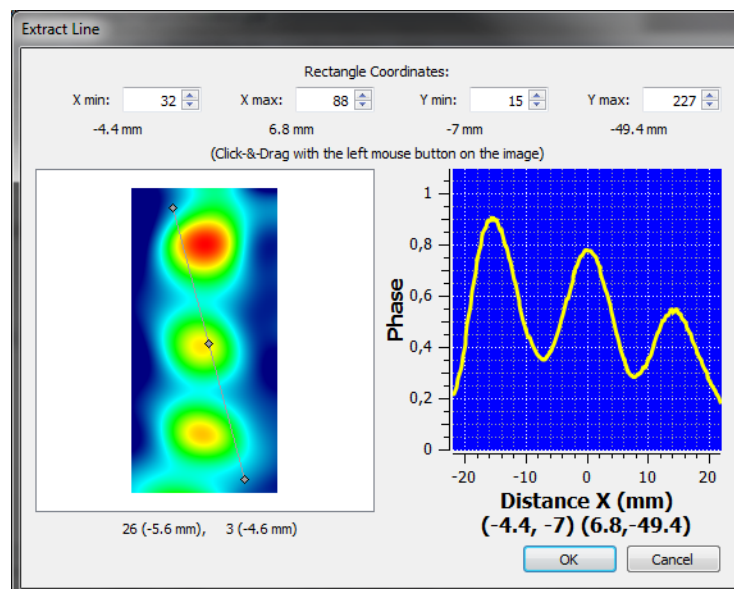 Extract Line
Rectangle Coordinates:
X min: 32 X max: 88 Y min: 15 Y max: 227
-4.4 mm 6.8 mm -7 mm -49.4 mm
(Click-&-Drag with the left mouse button on the image)
1
0,8
0,6
0,4
0,2
0
Phase
-20 -10 0 10 20
Distance X (mm)
(-4.4, -7) (6.8,-49.4)
26 (-5.6 mm), 3 (-4.6 mm)
OK Cancel